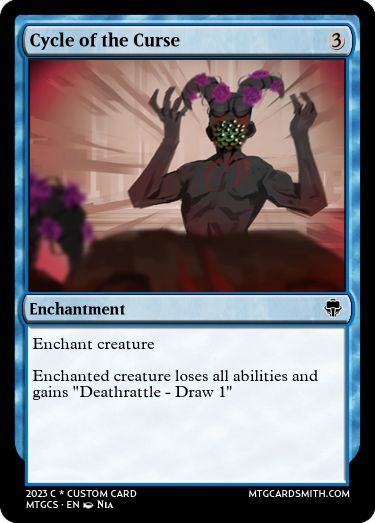 Cycle of the Curse 3
Enchantment
Enchant creature
Enchanted creature loses all abilities and
gains "Deathrattle - Draw 1"
2023 C * CUSTOM CARD MTGCARDSMITH.COM
MTGCS · EN Nia